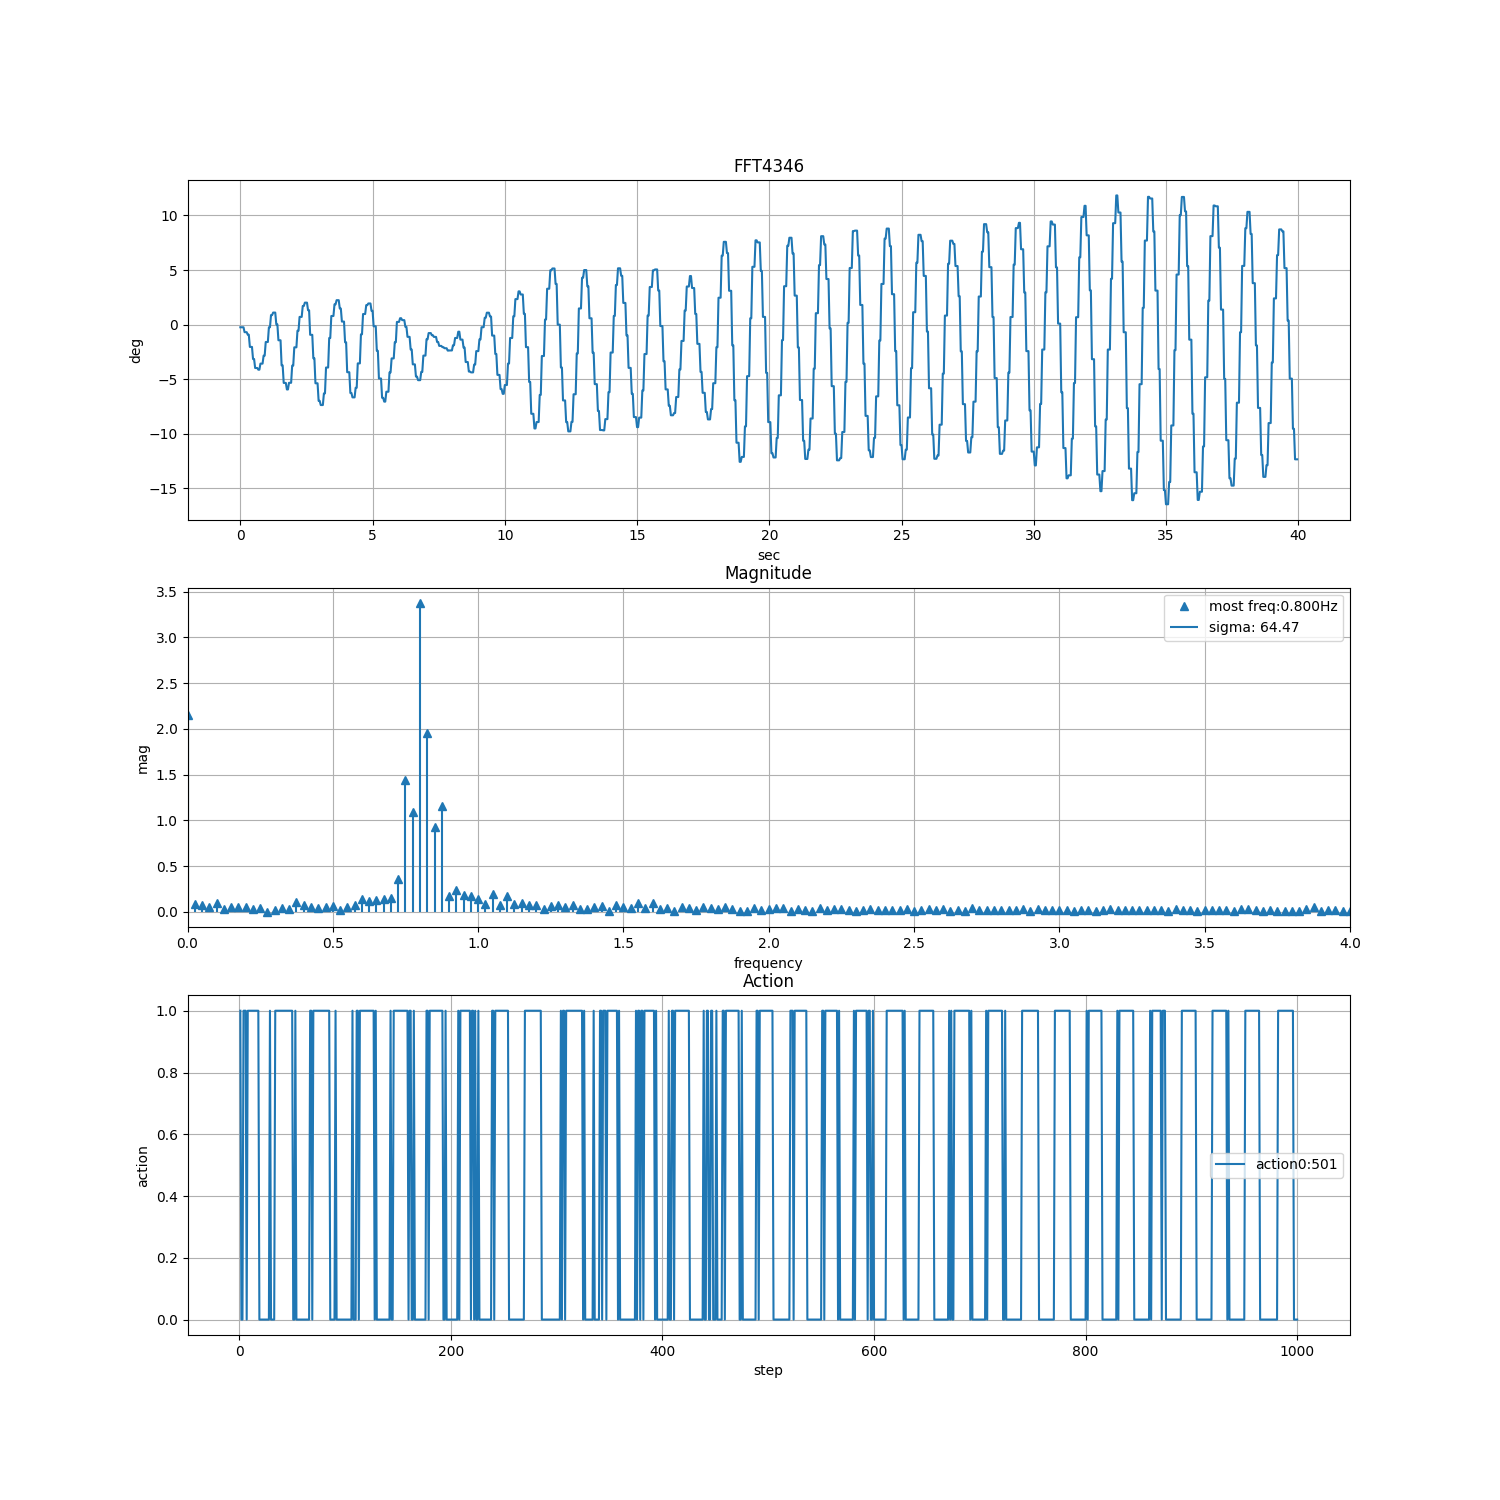 FFT4346
10
5
0
−5
−10
−15
deg
0 5 10 15 20 25 30 35 40
sec
Magnitude
3.5
3.0
2.5
2.0
1.5
1.0
0.5
0.0
mag
most freq:0.800Hz
sigma: 64.47
0.0 0.5 1.0 1.5 2.0 2.5 3.0 3.5 4.0
frequency
Action
1.0
0.8
0.6
0.4
0.2
0.0
action
action0:501
0 200 400 600 800 1000
step